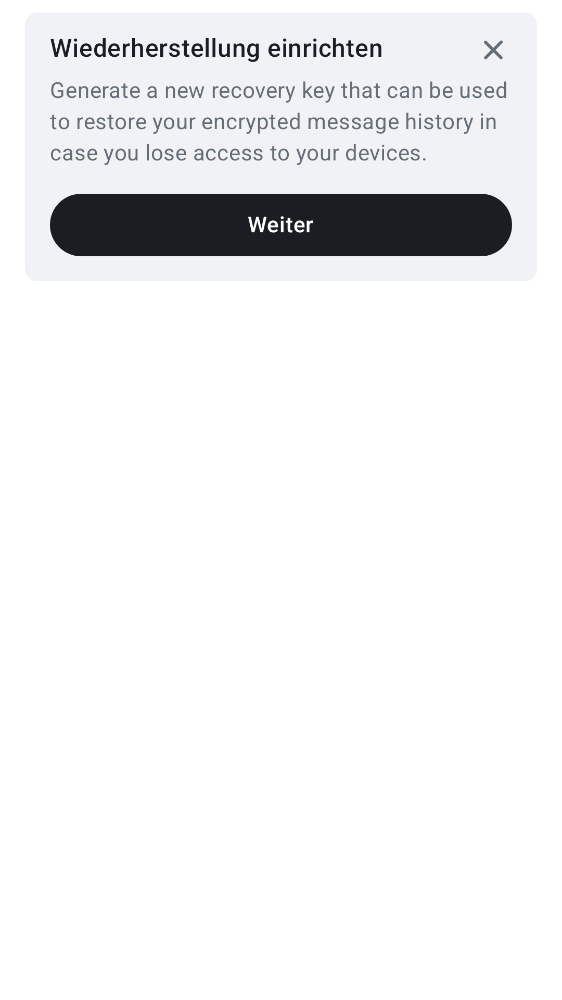 Wiederherstellung einrichten
Generate a new recovery key that can be used
to restore your encrypted message history in
case you lose access to your devices.
Weiter